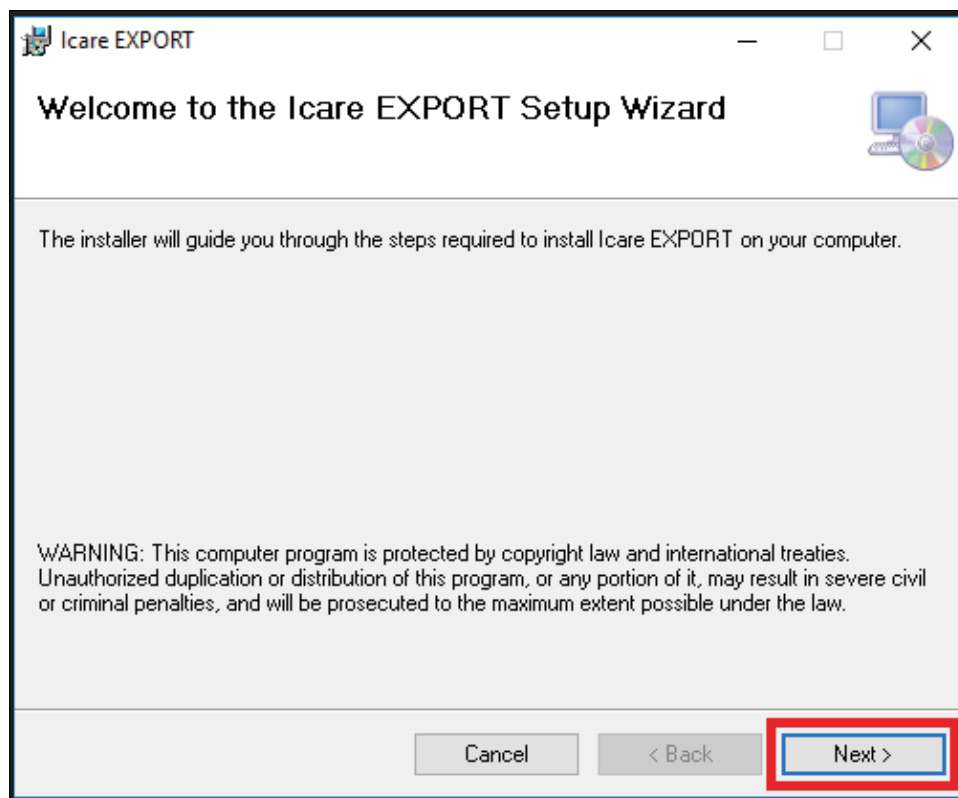 Icare EXPORT
Welcome to the Icare EXPORT Setup Wizard
The installer will guide you through the steps required to install Icare EXPORT on your computer.
WARNING: This computer program is protected by copyright law and international treaties.
Unauthorized duplication or distribution of this program, or any portion of it, may result in severe civil
or criminal penalties, and will be prosecuted to the maximum extent possible under the law.
Cancel < Back Next >